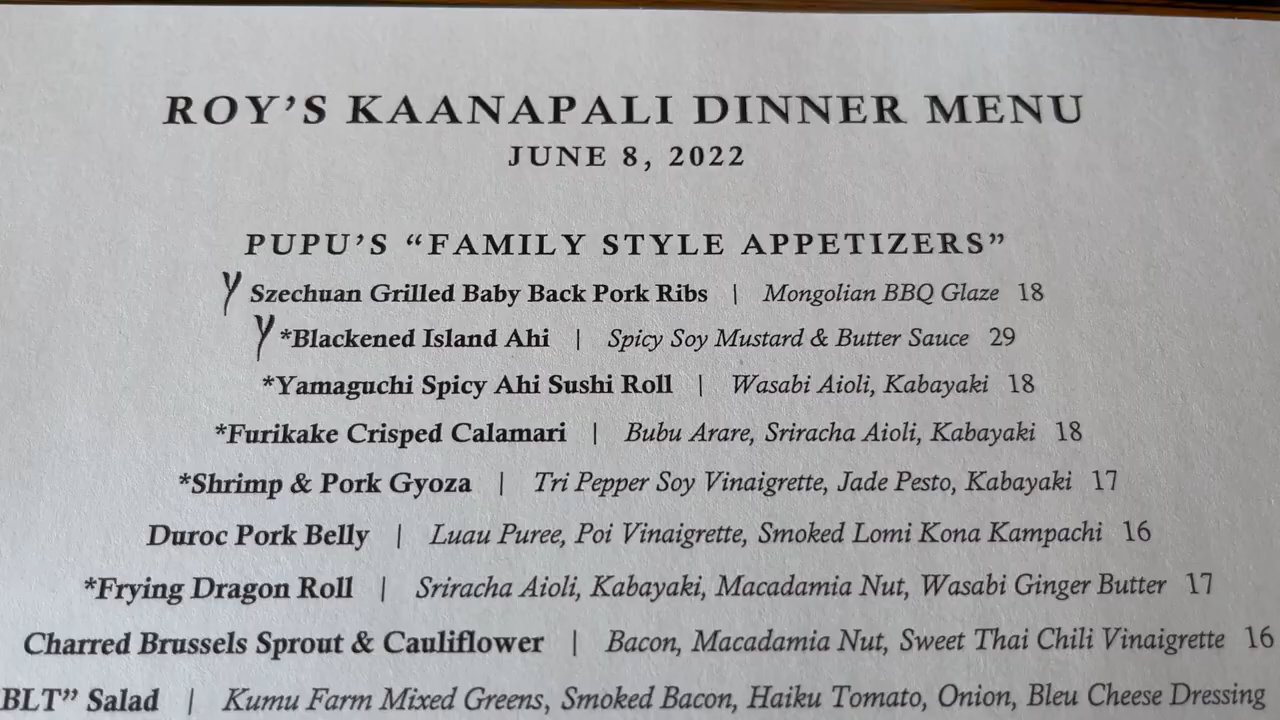 ROY'S KAANAPALI DINNER MENU
JUNE 8, 2022
PUPU'S “FAMILY STYLE APPETIZERS”
Szechuan Grilled Baby Back Pork Ribs | Mongolian BBQ Glaze 18
*Blackened Island Ahi | Spicy Soy Mustard & Butter Sauce 29
*Yamaguchi Spicy Ahi Sushi Roll | Wasabi Aioli, Kabayaki 18
*Furikake Crisped Calamari | Bubu Arare, Sriracha Aioli, Kabayaki 18
*Shrimp & Pork Gyoza | Tri Pepper Soy Vinaigrette, Jade Pesto, Kabayaki 17
Duroc Pork Belly | Luau Puree, Poi Vinaigrette, Smoked Lomi Kona Kampachi 16
*Frying Dragon Roll | Sriracha Aioli, Kabayaki, Macadamia Nut, Wasabi Ginger Butter 17
Charred Brussels Sprout & Cauliflower | Bacon, Macadamia Nut, Sweet Thai Chili Vinaigrette 16
BLT” Salad | Kumu Farm Mixed Greens, Smoked Bacon, Haiku Tomato, Onion, Bleu Cheese Dressing